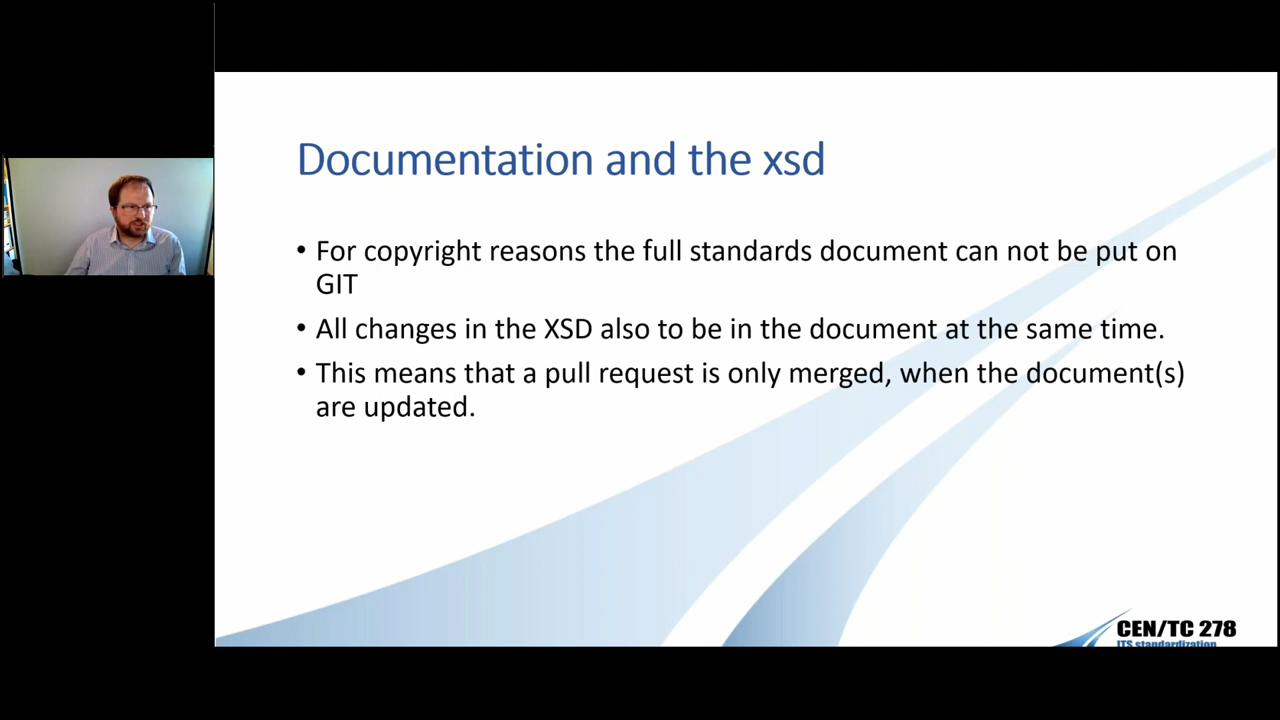 Documentation and the xsd
• For copyright reasons the full standards document can not be put on
GIT
• All changes in the XSD also to be in the document at the same time.
• This means that a pull request is only merged, when the document(s)
are updated.
CEN/TC 278
ITS standardization